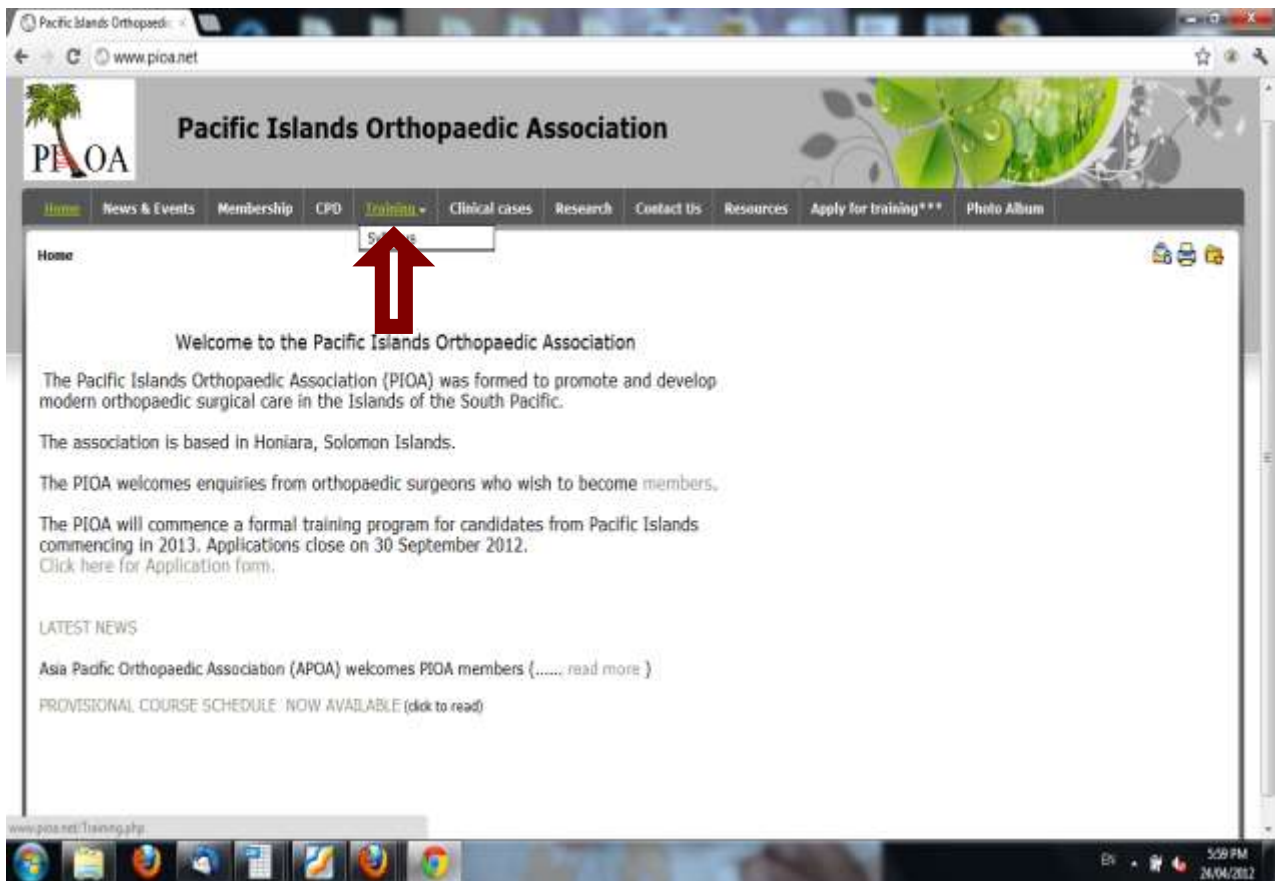 Pacific Islands Orthopaedic
www.pioa.net
PIOA
Pacific Islands Orthopaedic Association
Home News & Events Membership CPD Training Clinical cases Research Contact Us Resources Apply for training*** Photo Album
Home
Welcome to the Pacific Islands Orthopaedic Association
The Pacific Islands Orthopaedic Association (PIOA) was formed to promote and develop
modern orthopaedic surgical care in the Islands of the South Pacific.
The association is based in Honiara, Solomon Islands.
The PIOA welcomes enquiries from orthopaedic surgeons who wish to become members.
The PIOA will commence a formal training program for candidates from Pacific Islands
commencing in 2013. Applications close on 30 September 2012.
Click here for Application form.
LATEST NEWS
Asia Pacific Orthopaedic Association (APOA) welcomes PIOA members (...... read more )
PROVISIONAL COURSE SCHEDULE NOW AVAILABLE (click to read)
www.pioa.net/Training.php
EN
5:59 PM
24/04/2012